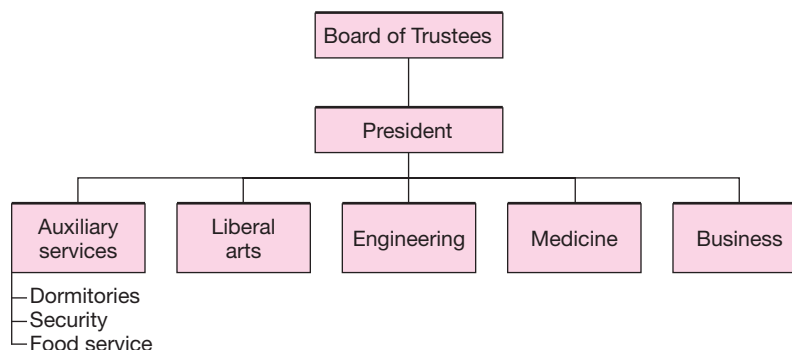 Board of Trustees
President
Auxiliary
services
Liberal
arts
Engineering
Medicine
Business
Dormitories
Security
Food service